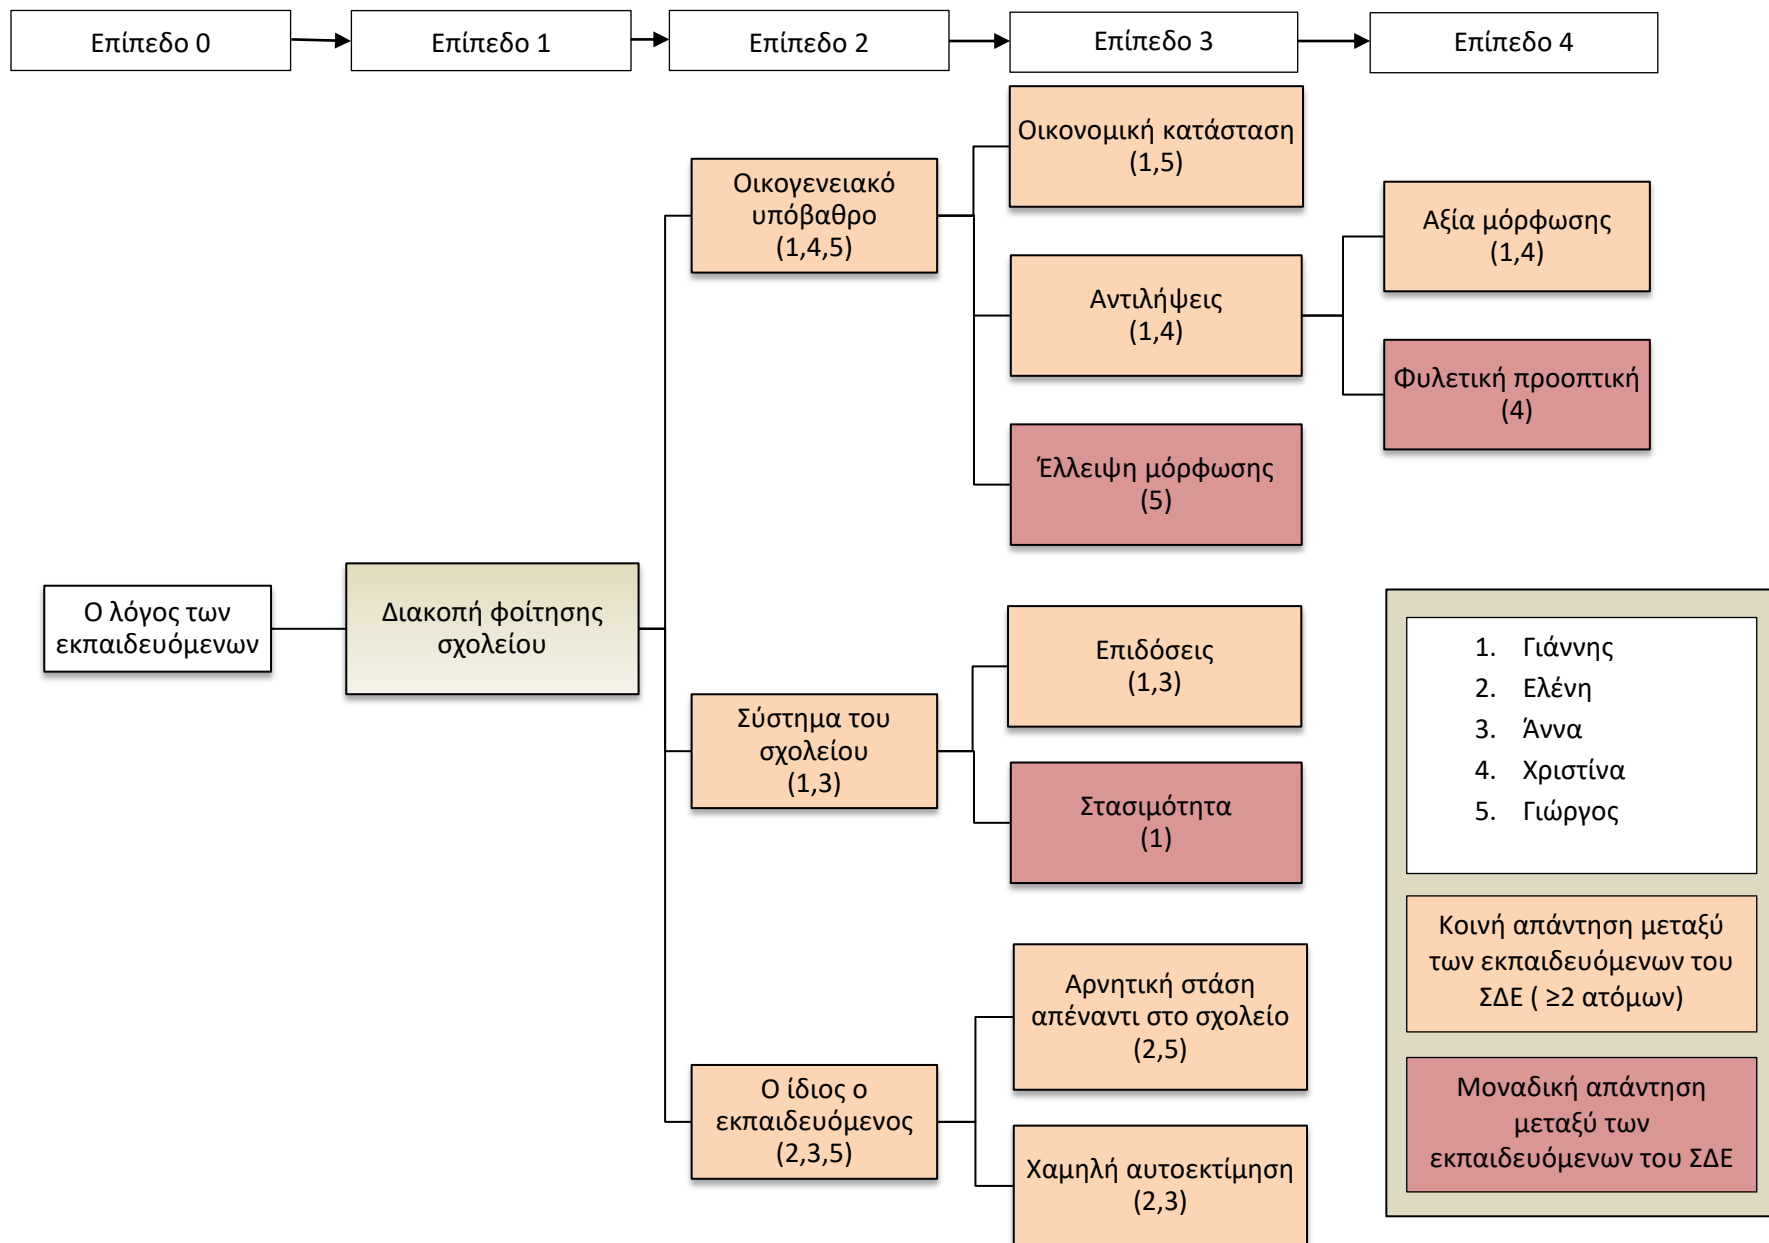 Επίπεδο 0
Επίπεδο 1
Επίπεδο 2
Επίπεδο 3
Επίπεδο 4
Ο λόγος των
εκπαιδευόμενων
Διακοπή φοίτησης
σχολείου
Οικογενειακό
υπόβαθρο
(1,4,5)
Οικονομική κατάσταση
(1,5)
Αντιλήψεις
(1,4)
Αξία μόρφωσης
(1,4)
Φυλετική προοπτική
(4)
Έλλειψη μόρφωσης
(5)
Σύστημα του
σχολείου
(1,3)
Επιδόσεις
(1,3)
Στασιμότητα
(1)
Ο ίδιος ο
εκπαιδευόμενος
(2,3,5)
Αρνητική στάση
απέναντι στο σχολείο
(2,5)
Χαμηλή αυτοεκτίμηση
(2,3)
1. Γιάννης
2. Ελένη
3. Άννα
4. Χριστίνα
5. Γιώργος
Κοινή απάντηση μεταξύ
των εκπαιδευόμενων του
ΣΔΕ ( ≥2 ατόμων)
Μοναδική απάντηση
μεταξύ των
εκπαιδευόμενων του ΣΔΕ